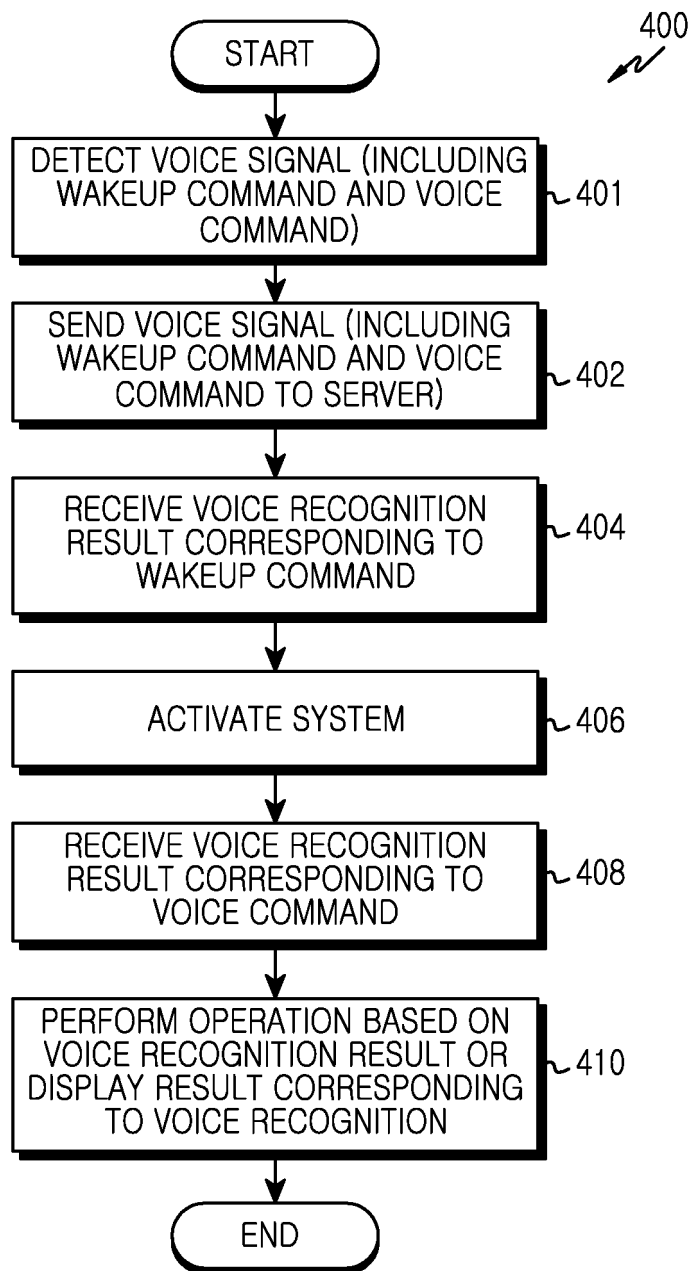 400
START
DETECT VOICE SIGNAL (INCLUDING
WAKEUP COMMAND AND VOICE
COMMAND)
401
SEND VOICE SIGNAL (INCLUDING
WAKEUP COMMAND AND VOICE
COMMAND TO SERVER)
402
RECEIVE VOICE RECOGNITION
RESULT CORRESPONDING TO
WAKEUP COMMAND
404
ACTIVATE SYSTEM
406
RECEIVE VOICE RECOGNITION
RESULT CORRESPONDING TO
VOICE COMMAND
408
PERFORM OPERATION BASED ON
VOICE RECOGNITION RESULT OR
DISPLAY RESULT CORRESPONDING
TO VOICE RECOGNITION
410
END